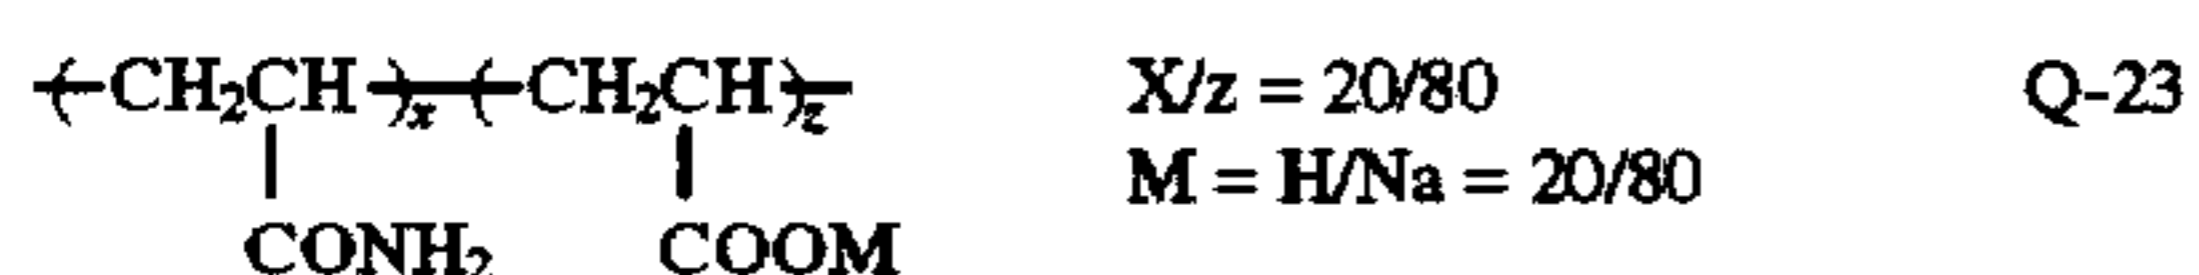 (CH₂CH)x (CH₂CH)z X/z = 20/80 Q-23
M = H/Na = 20/80
CONH₂ COOM